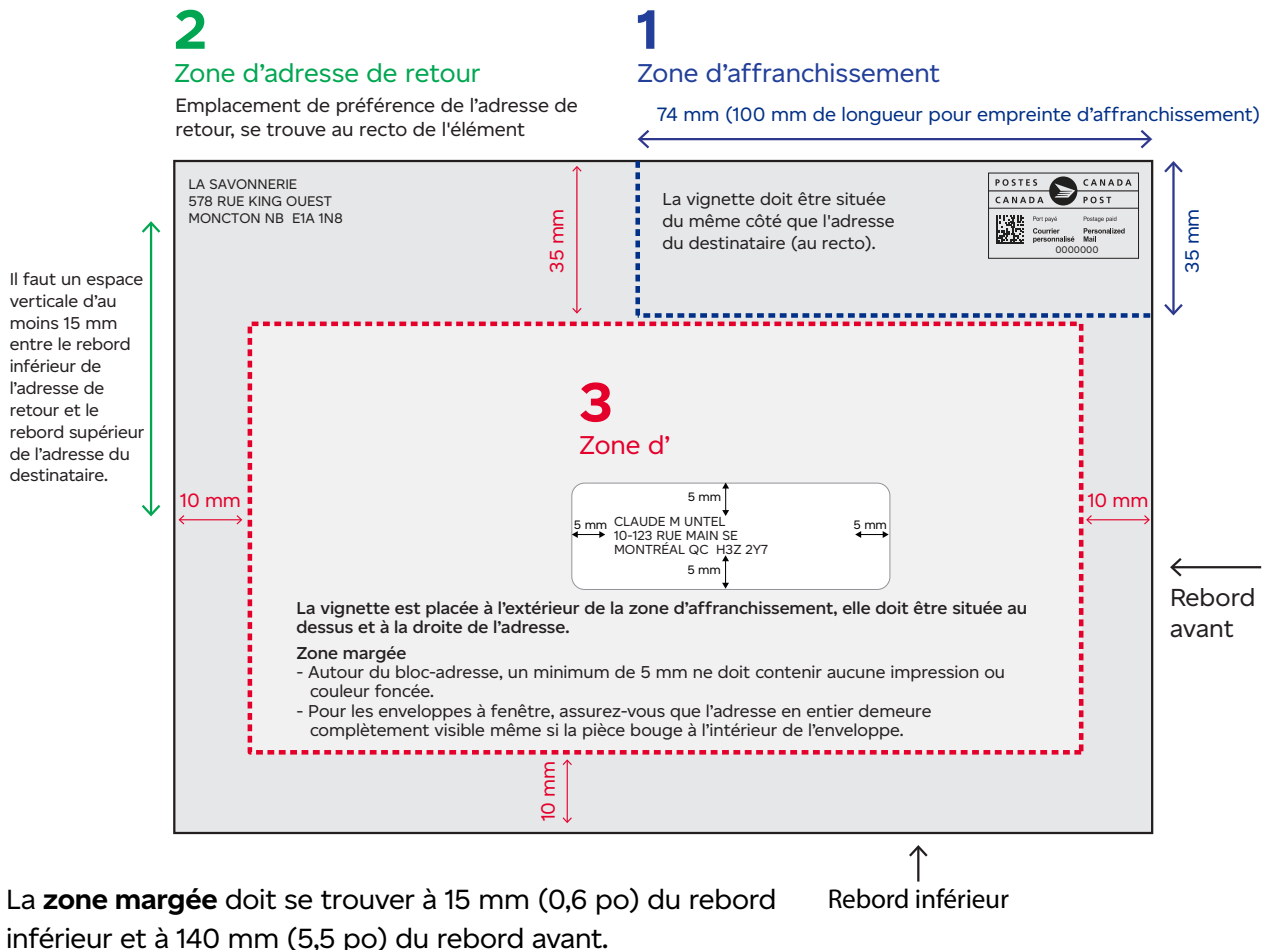 2
Zone d'adresse de retour
Emplacement de préférence de l'adresse de
retour, se trouve au recto de l'élément
1
Zone d'affranchissement
74 mm (100 mm de longueur pour empreinte d'affranchissement)
LA SAVONNERIE
578 RUE KING OUEST
MONCTON NB  E1A 1N8
35 mm
La vignette doit être située
du même côté que l'adresse
du destinataire (au recto).
POSTES CANADA
CANADA POST
Port payé Postage paid
Courrier Personalized
personnalisé Mail
0000000
35 mm
Il faut un espace
verticale d'au
moins 15 mm
entre le rebord
inférieur de
l'adresse de
retour et le
rebord supérieur
de l'adresse du
destinataire.
3
Zone d'
10 mm
10 mm
5 mm
5 mm
CLAUDE M UNTEL
10-123 RUE MAIN SE
MONTRÉAL QC  H3Z 2Y7
5 mm
5 mm
Rebord
avant
La vignette est placée à l'extérieur de la zone d'affranchissement, elle doit être située au
dessus et à la droite de l'adresse.
Zone margée
- Autour du bloc-adresse, un minimum de 5 mm ne doit contenir aucune impression ou
couleur foncée.
- Pour les enveloppes à fenêtre, assurez-vous que l'adresse en entier demeure
complètement visible même si la pièce bouge à l'intérieur de l'enveloppe.
10 mm
Rebord inférieur
La zone margée doit se trouver à 15 mm (0,6 po) du rebord
inférieur et à 140 mm (5,5 po) du rebord avant.